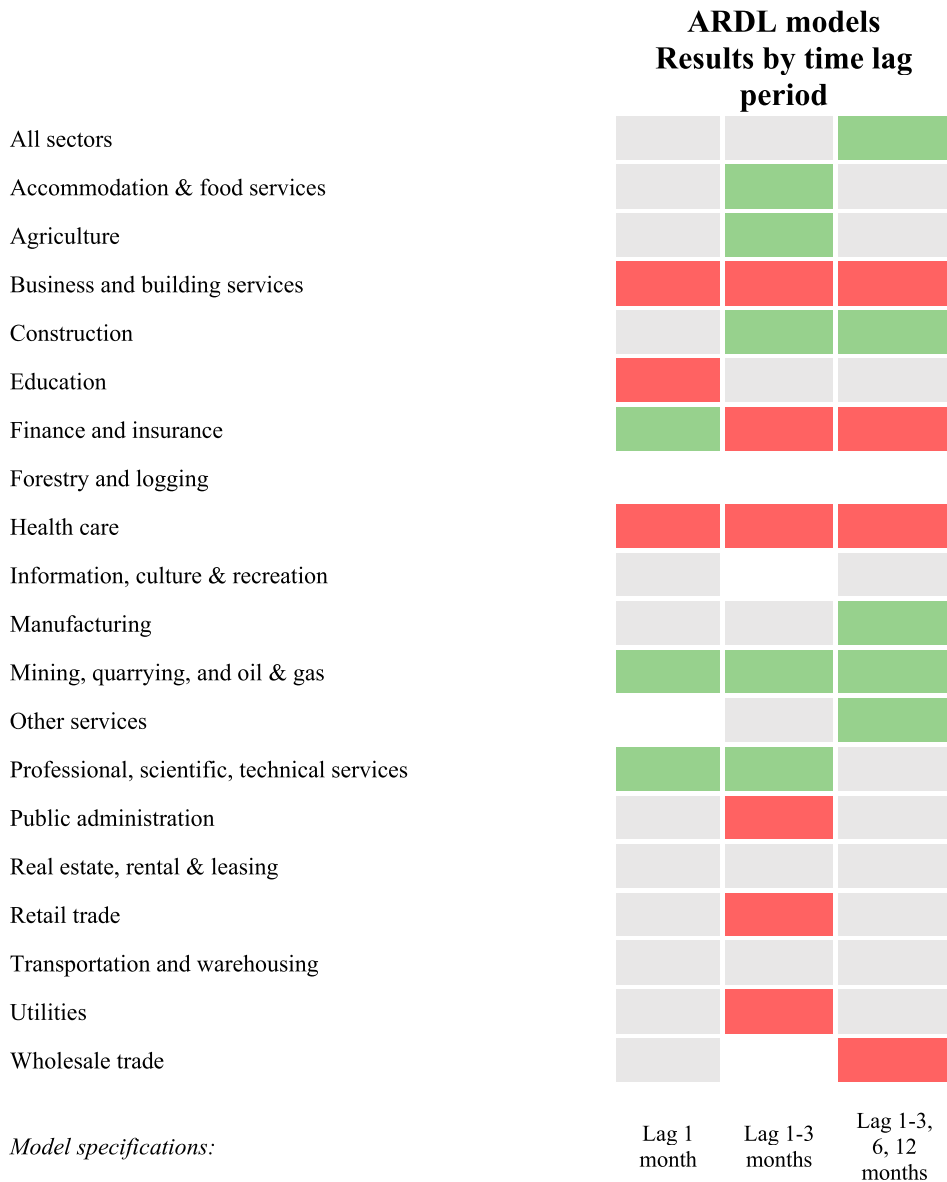 ARDL models
Results by time lag
period
All sectors
Accommodation & food services
Agriculture
Business and building services
Construction
Education
Finance and insurance
Forestry and logging
Health care
Information, culture & recreation
Manufacturing
Mining, quarrying, and oil & gas
Other services
Professional, scientific, technical services
Public administration
Real estate, rental & leasing
Retail trade
Transportation and warehousing
Utilities
Wholesale trade
Model specifications:
Lag 1
month
Lag 1-3
months
Lag 1-3,
6, 12
months